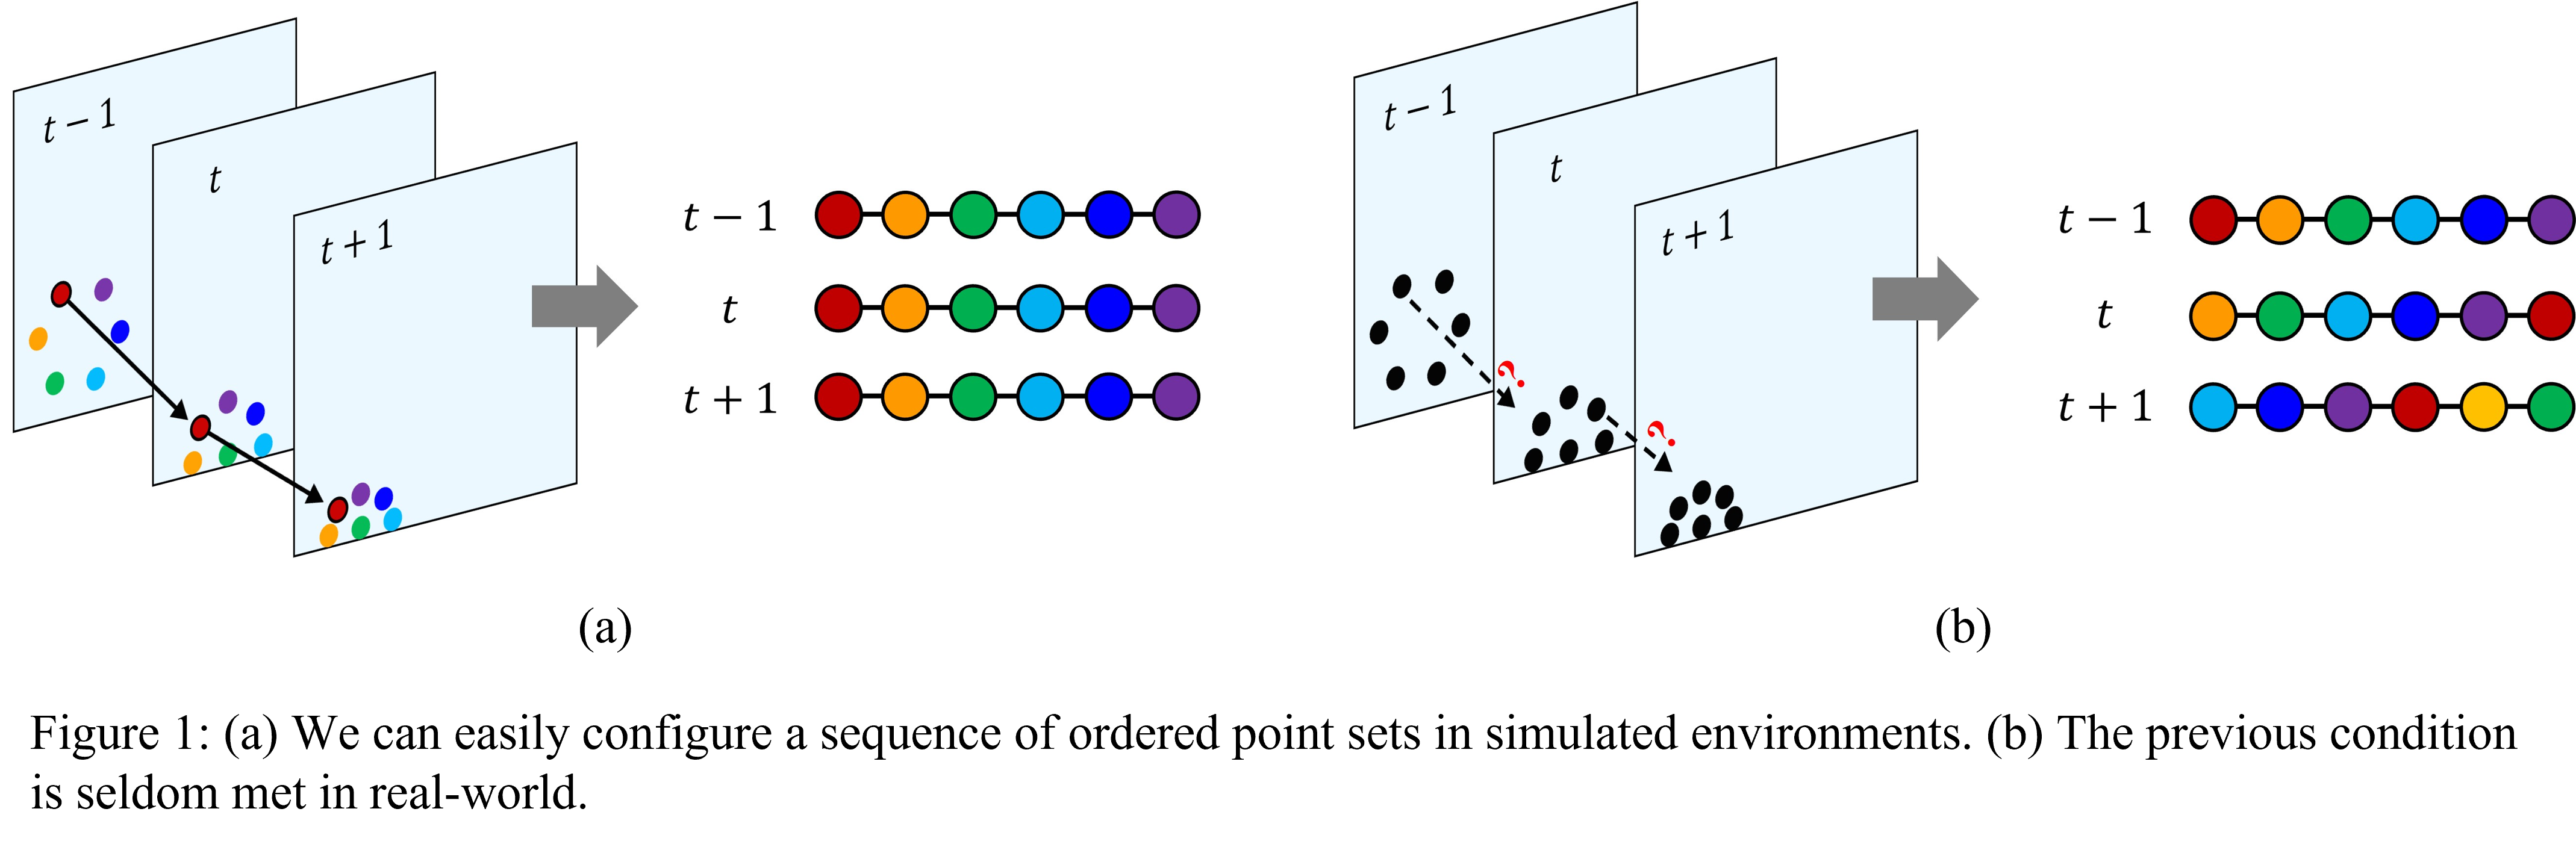 t − 1
t
t + 1
t − 1
t
t + 1
(a)
t − 1
t
t + 1
?
?
t − 1
t
t + 1
(b)
Figure 1: (a) We can easily configure a sequence of ordered point sets in simulated environments. (b) The previous condition
is seldom met in real-world.